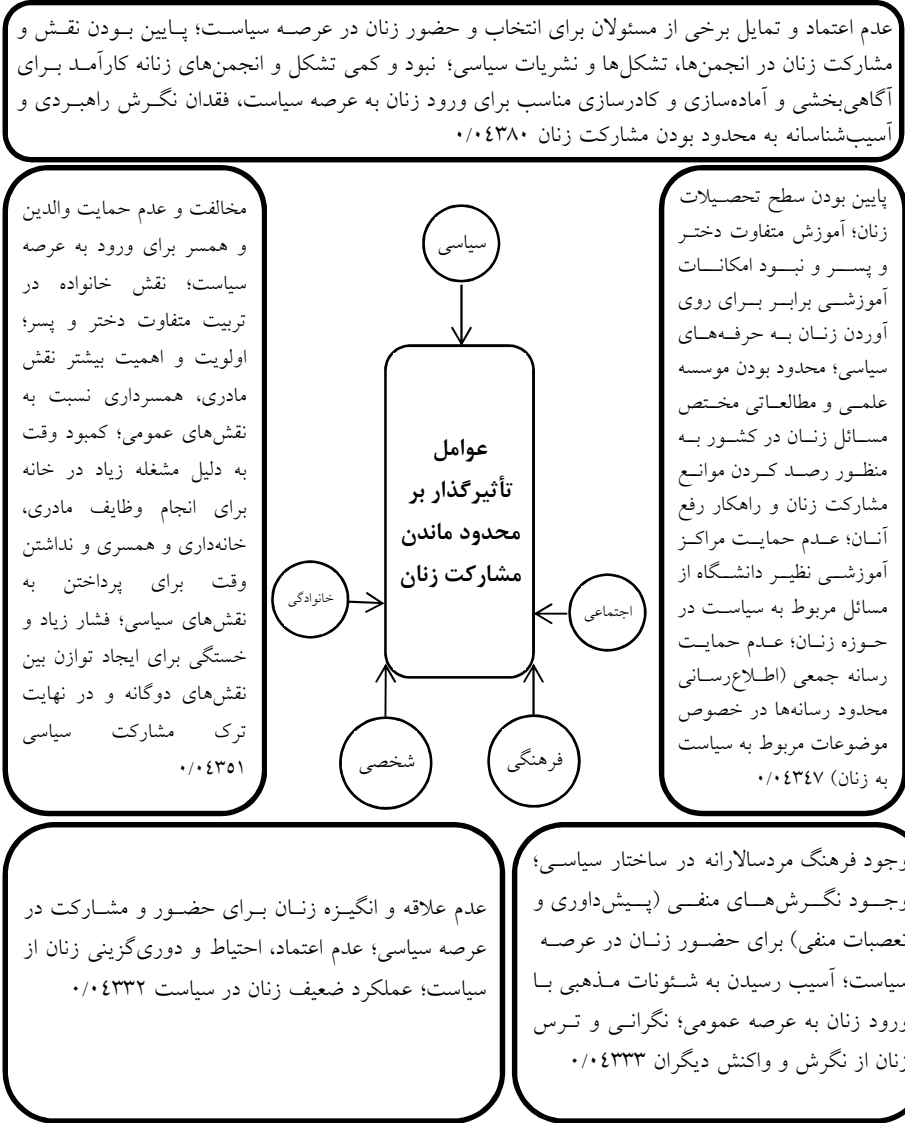 عدم اعتماد و تمایل برخی از مسئولان برای انتخاب و حضور زنان در عرصه سیاست؛ پایین بودن نقش و
مشارکت زنان در انجمن‌ها، تشکل‌ها و نشریات سیاسی؛ نبود و کمی تشکل و انجمن‌های زنانه کارآمد برای
آگاهی‌بخشی و آماده‌سازی و کادرسازی مناسب برای ورود زنان به عرصه سیاست، فقدان نگرش راهبردی و
آسیب‌شناسانه به محدود بودن مشارکت زنان ۰/۰٤۳۸۰
پایین بودن سطح تحصیلات
زنان؛ آموزش متفاوت دختر
و پسر و نبود امکانات
آموزشی برابر برای روی
آوردن زنان به حرفه‌های
سیاسی؛ محدود بودن موسسه
علمی و مطالعاتی مختص
مسائل زنان در کشور به
منظور رصد کردن موانع
مشارکت زنان و راهکار رفع
آنان؛ عدم حمایت مراکز
آموزشی نظیر دانشگاه از
مسائل مربوط به سیاست در
حوزه زنان؛ عدم حمایت
رسانه جمعی (اطلاع‌رسانی
محدود رسانه‌ها در خصوص
موضوعات مربوط به سیاست
به زنان) ۰/۰٤۳٤۷
سیاسی
عوامل
تأثیرگذار بر
محدود ماندن
مشارکت زنان
اجتماعی
خانوادگی
فرهنگی
شخصی
مخالفت و عدم حمایت والدین
و همسر برای ورود به عرصه
سیاست؛ نقش خانواده در
تربیت متفاوت دختر و پسر؛
اولویت و اهمیت بیشتر نقش
مادری، همسرداری نسبت به
نقش‌های عمومی؛ کمبود وقت
به دلیل مشغله زیاد در خانه
برای انجام وظایف مادری،
خانه‌داری و همسری و نداشتن
وقت برای پرداختن به
نقش‌های سیاسی؛ فشار زیاد و
خستگی برای ایجاد توازن بین
نقش‌های دوگانه و در نهایت
ترک مشارکت سیاسی
۰/۰٤۳٥۱
وجود فرهنگ مردسالارانه در ساختار سیاسی؛
وجود نگرش‌های منفی (پیش‌داوری و
تعصبات منفی) برای حضور زنان در عرصه
سیاست؛ آسیب رسیدن به شئونات مذهبی با
ورود زنان به عرصه عمومی؛ نگرانی و ترس
زنان از نگرش و واکنش دیگران ۰/۰٤۳۳۳
عدم علاقه و انگیزه زنان برای حضور و مشارکت در
عرصه سیاسی؛ عدم اعتماد، احتیاط و دوری‌گزینی زنان از
سیاست؛ عملکرد ضعیف زنان در سیاست ۰/۰٤۳۳۲